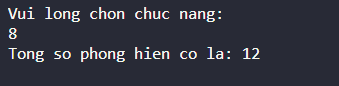 Vui long chon chuc nang:
8
Tong so phong hien co la: 12